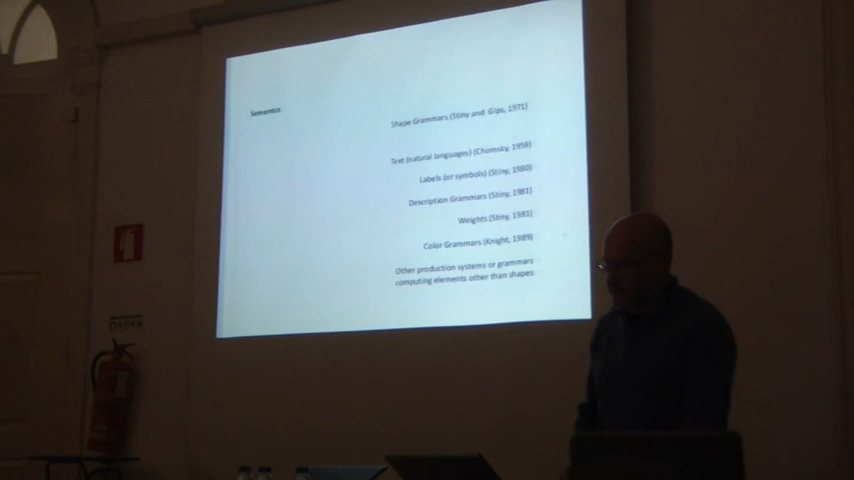 Semantics
Shape Grammars (Stiny and Gips, 1971)
Text (natural languages) (Chomsky, 1959)
Labels (or symbols) (Stiny, 1980)
Description Grammars (Stiny, 1981)
Weights (Stiny, 1981)
Color Grammars (Knight, 1989)
Other production systems or grammars
computing elements other than shapes